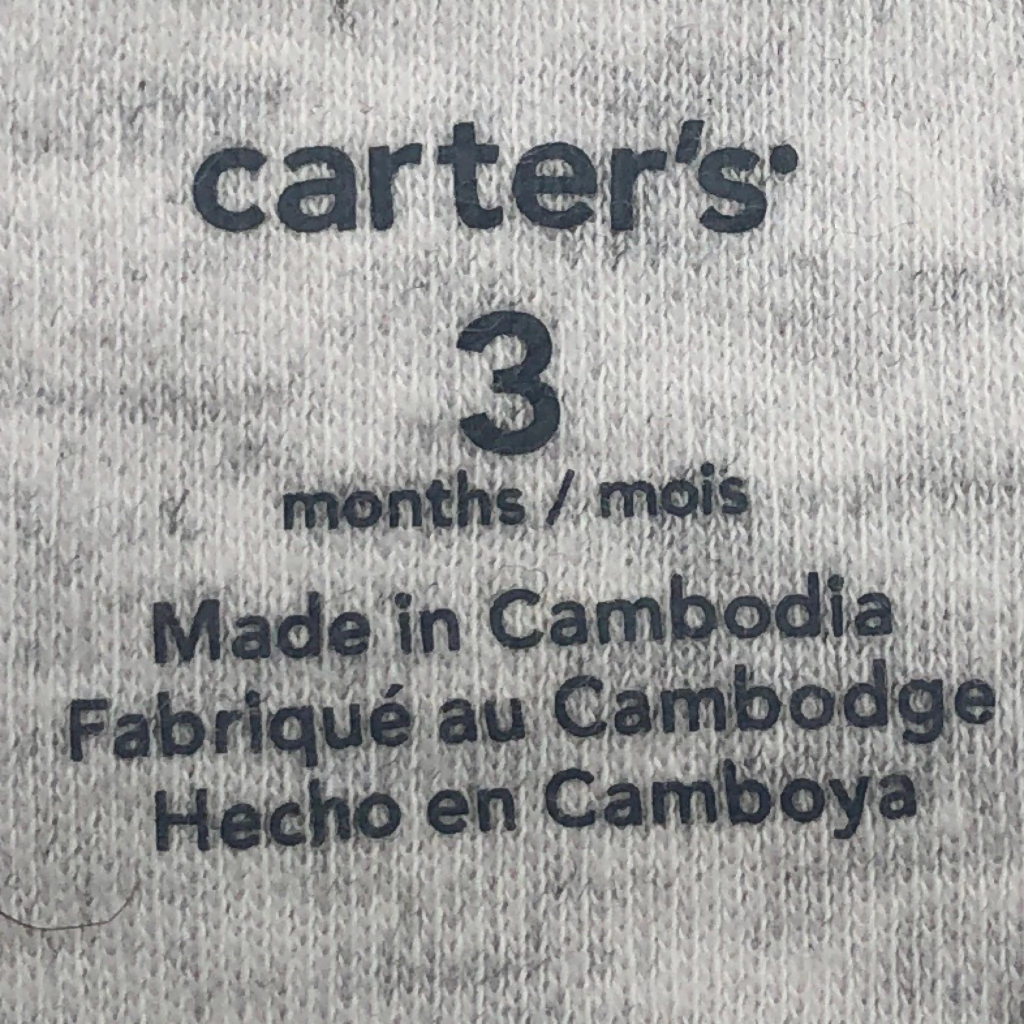 carter's
3
months / mois
Made in Cambodia
Fabriqué au Cambodge
Hecho en Camboya